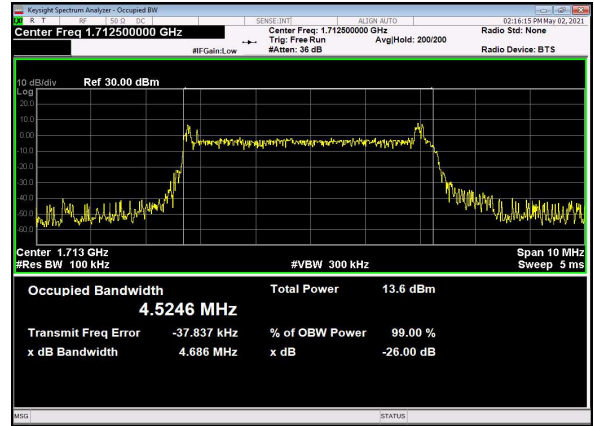 Keysight Spectrum Analyzer - Occupied BW
LXI R T RF 50 Ω DC SENSE:INT ALIGN AUTO 02:16:15 PM May 02, 2021
Center Freq 1.712500000 GHz
Center Freq: 1.712500000 GHz Radio Std: None
Trig: Free Run Avg|Hold: 200/200
#IFGain:Low #Atten: 36 dB Radio Device: BTS
10 dB/div Ref 30.00 dBm
Log
20.0
10.0
0.00
-10.0
-20.0
-30.0
-40.0
-50.0
-60.0
Center 1.713 GHz Span 10 MHz
#Res BW 100 kHz #VBW 300 kHz Sweep 5 ms
Occupied Bandwidth Total Power 13.6 dBm
4.5246 MHz
Transmit Freq Error -37.837 kHz % of OBW Power 99.00 %
x dB Bandwidth 4.686 MHz x dB -26.00 dB
MSG STATUS